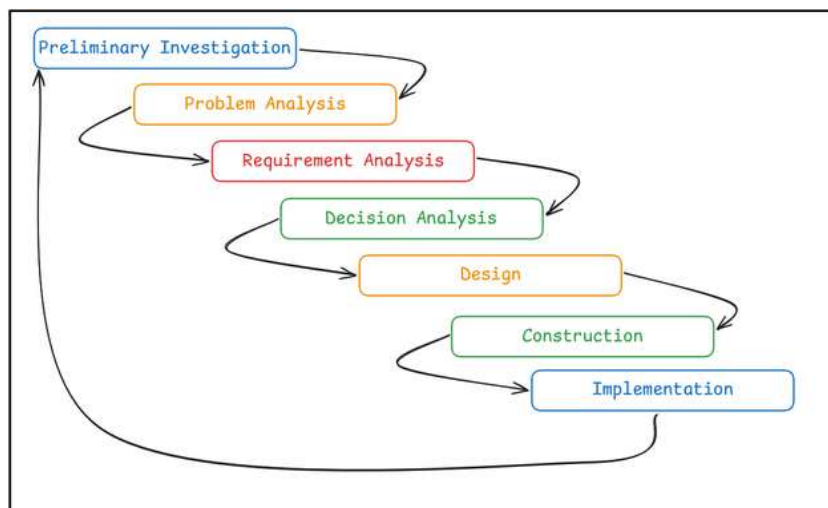 Preliminary Investigation
Problem Analysis
Requirement Analysis
Decision Analysis
Design
Construction
Implementation